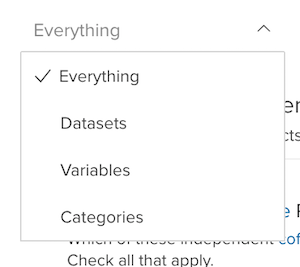 Everything
Everything
Datasets
Variables
Categories
Which of these independent
Check all that apply.